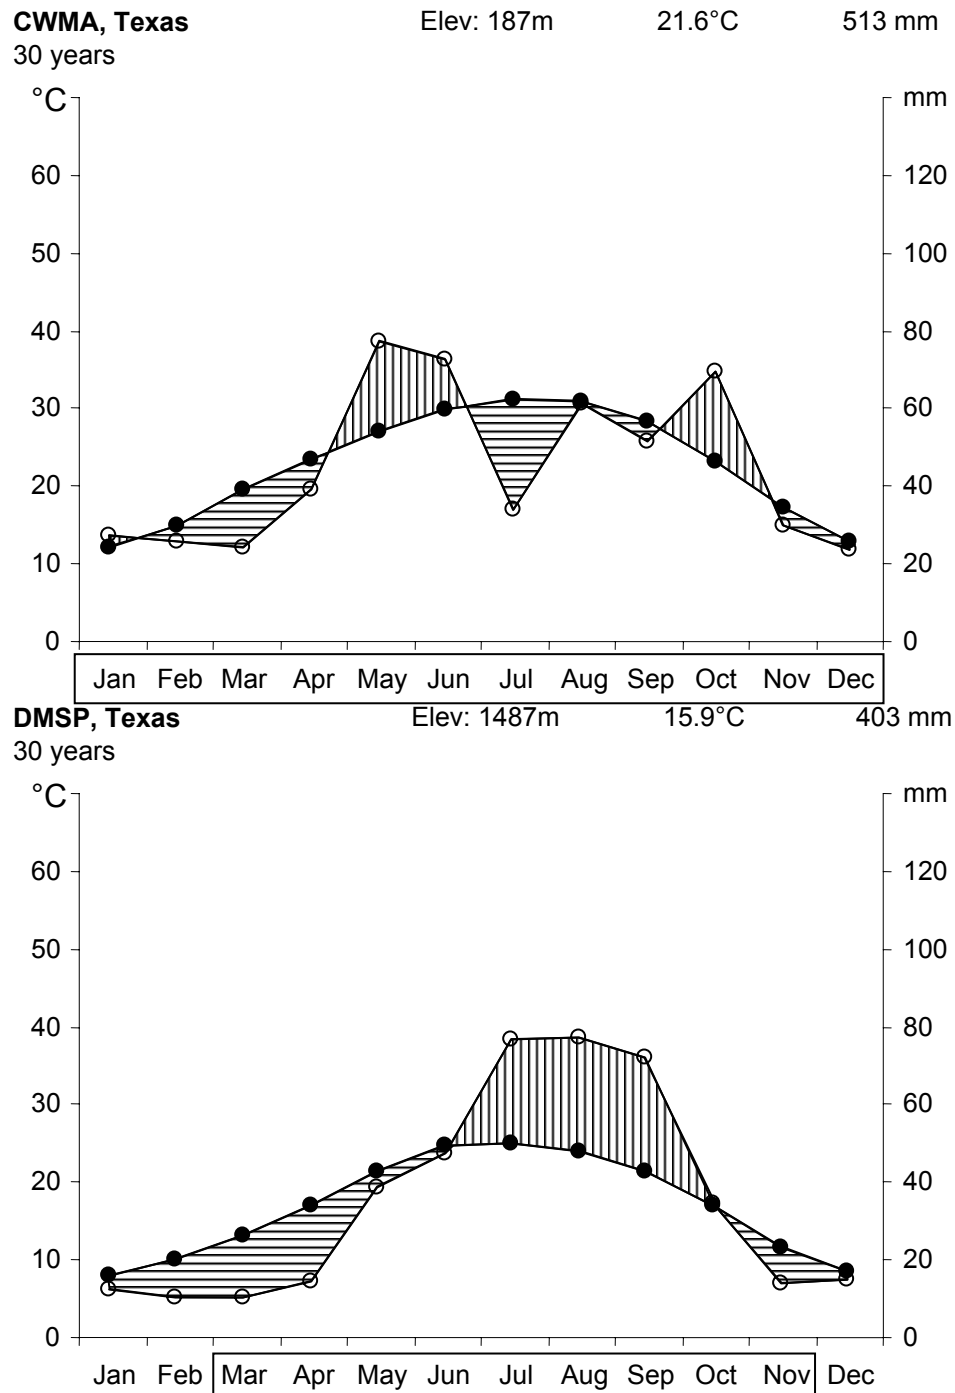 CWMA, Texas Elev: 187m 21.6°C 513 mm
30 years
°C mm
60 120
50 100
40 80
30 60
20 40
10 20
0 0
Jan Feb Mar Apr May Jun Jul Aug Sep Oct Nov Dec
DMSP, Texas Elev: 1487m 15.9°C 403 mm
30 years
°C mm
60 120
50 100
40 80
30 60
20 40
10 20
0 0
Jan Feb Mar Apr May Jun Jul Aug Sep Oct Nov Dec